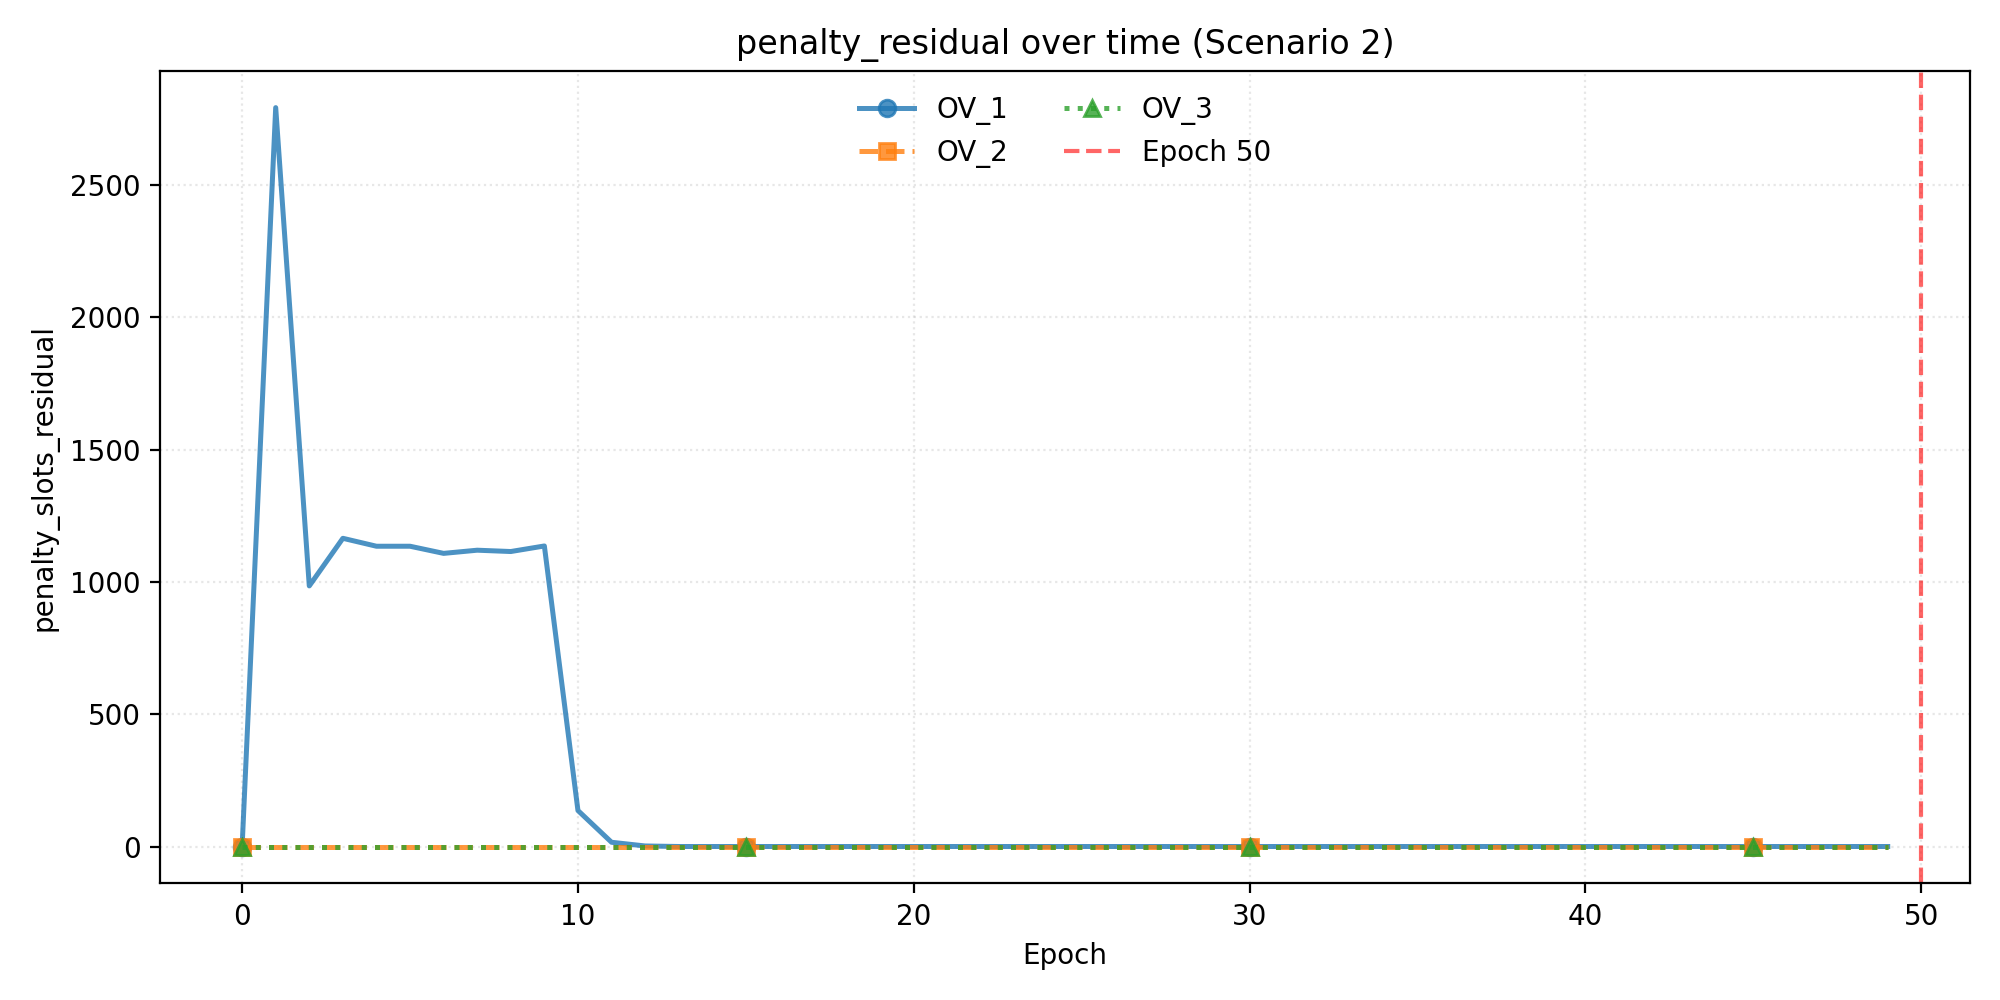 penalty_residual over time (Scenario 2)
OV_1
OV_2
OV_3
Epoch 50
penalty_slots_residual
2500
2000
1500
1000
500
0
0 10 20 30 40 50
Epoch